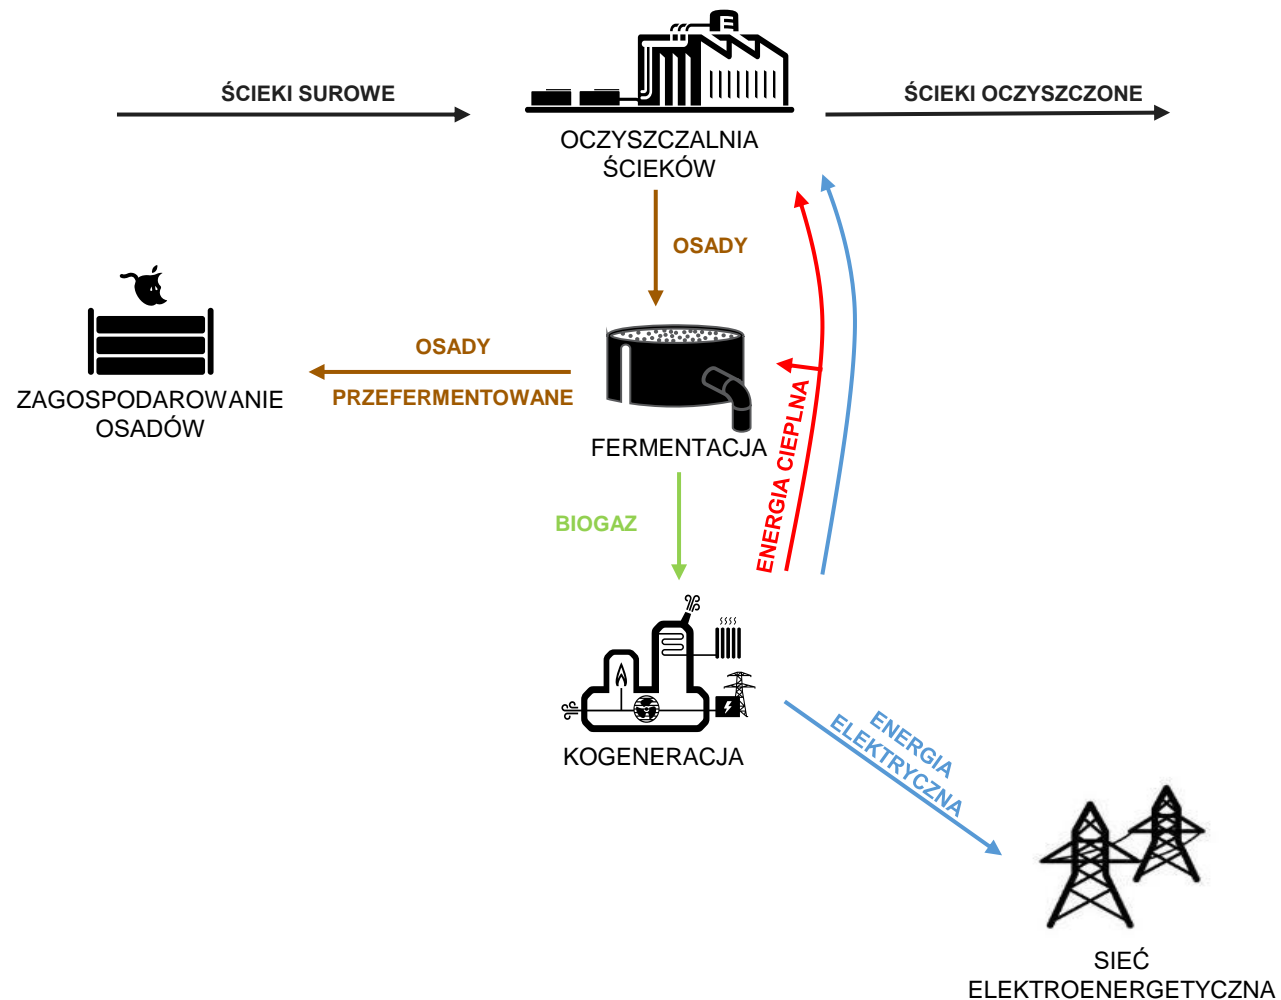 E
ŚCIEKI SUROWE
ŚCIEKI OCZYSZCZONE
OCZYSZCZALNIA
ŚCIEKÓW
OSADY
OSADY
PRZEFERMENTOWANE
ZAGOSPODAROWANIE
OSADÓW
FERMENTACJA
ENERGIA CIEPLNA
BIOGAZ
KOGENERACJA
ENERGIA
ELEKTRYCZNA
SIEĆ
ELEKTROENERGETYCZNA